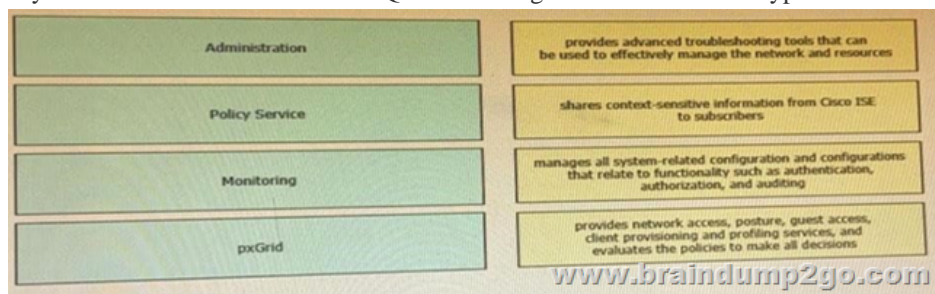 Administration
provides advanced troubleshooting tools that can
be used to effectively manage the network and resources
Policy Service
shares context-sensitive information from Cisco ISE
to subscribers
Monitoring
manages all system-related configuration and configurations
that relate to functionality such as authentication,
authorization, and auditing
pxGrid
provides network access, posture, guest access,
client provisioning and profiling services, and
evaluates the policies to make all decisions
www.braindump2go.com